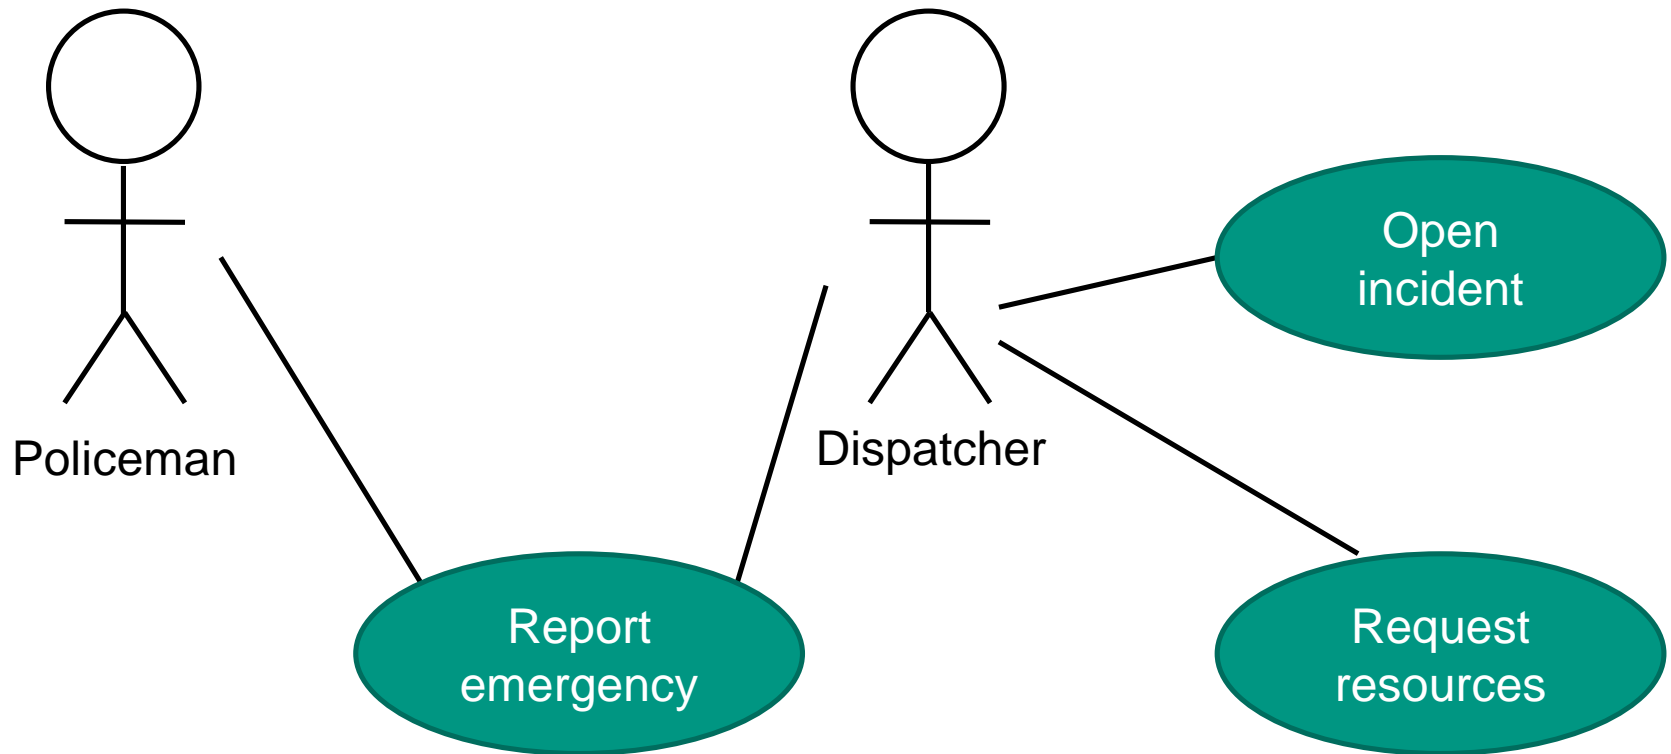 Policeman
Dispatcher
Open
incident
Report
emergency
Request
resources